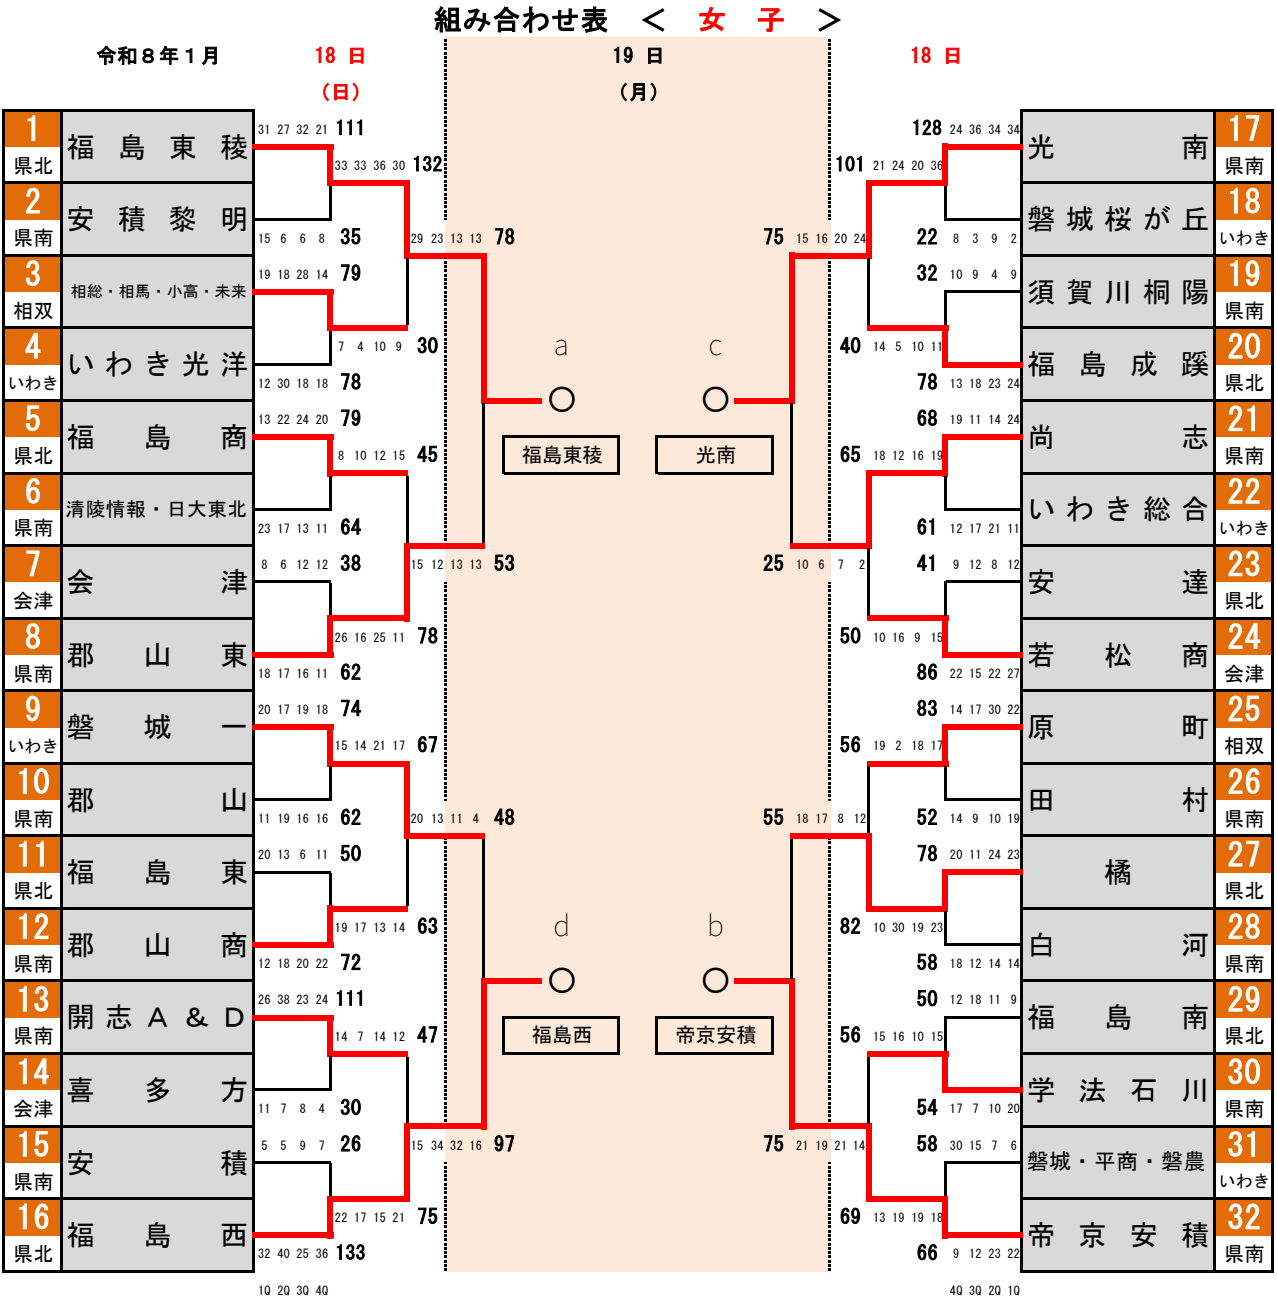 組み合わせ表 ＜ 女 子 ＞
令和８年１月 18 日 19 日 18 日
（日） （月）
1 県北 福島東稜 31 27 32 21 111
33 33 36 30 132
2 県南 安積黎明 15 6 6 8 35
29 23 13 13 78
3 相双 相総・相馬・小高・未来 19 18 28 14 79
7 4 10 9 30
4 いわき いわき光洋 12 30 18 18 78
5 県北 福島商 13 22 24 20 79
8 10 12 15 45
6 県南 清陵情報・日大東北 23 17 13 11 64
15 12 13 13 53
7 会津 会津 8 6 12 12 38
26 16 25 11 78
8 県南 郡山東 18 17 16 11 62
9 いわき 磐城一 20 17 19 18 74
15 14 21 17 67
10 県南 郡山 11 19 16 16 62
20 13 11 4 48
11 県北 福島東 20 13 6 11 50
19 17 13 14 63
12 県南 郡山商 12 18 20 22 72
13 県南 開志Ａ＆Ｄ 26 38 23 24 111
14 7 14 12 47
14 会津 喜多方 11 7 8 4 30
15 34 32 16 97
15 県南 安積 5 5 9 7 26
22 17 15 21 75
16 県北 福島西 32 40 25 36 133
1Q 2Q 3Q 4Q
a c
○ ○
福島東稜 光南
d b
○ ○
福島西 帝京安積
128 24 36 34 34 光南 17 県南
101 21 24 20 36
22 8 3 9 2 磐城桜が丘 18 いわき
75 15 16 20 24
32 10 9 4 9 須賀川桐陽 19 県南
40 14 5 10 11
78 13 18 23 24 福島成蹊 20 県北
68 19 11 14 24 尚志 21 県南
65 18 12 16 19
61 12 17 21 11 いわき総合 22 いわき
25 10 6 7 2
41 9 12 8 12 安達 23 県北
50 10 16 9 15
86 22 15 22 27 若松商 24 会津
83 14 17 30 22 原町 25 相双
56 19 2 18 17
52 14 9 10 19 田村 26 県南
55 18 17 8 12
78 20 11 24 23 橘 27 県北
82 10 30 19 23
58 18 12 14 14 白河 28 県南
50 12 18 11 9 福島南 29 県北
56 15 16 10 15
54 17 7 10 20 学法石川 30 県南
75 21 19 21 14
58 30 15 7 6 磐城・平商・磐農 31 いわき
69 13 19 19 18
66 9 12 23 22 帝京安積 32 県南
4Q 3Q 2Q 1Q